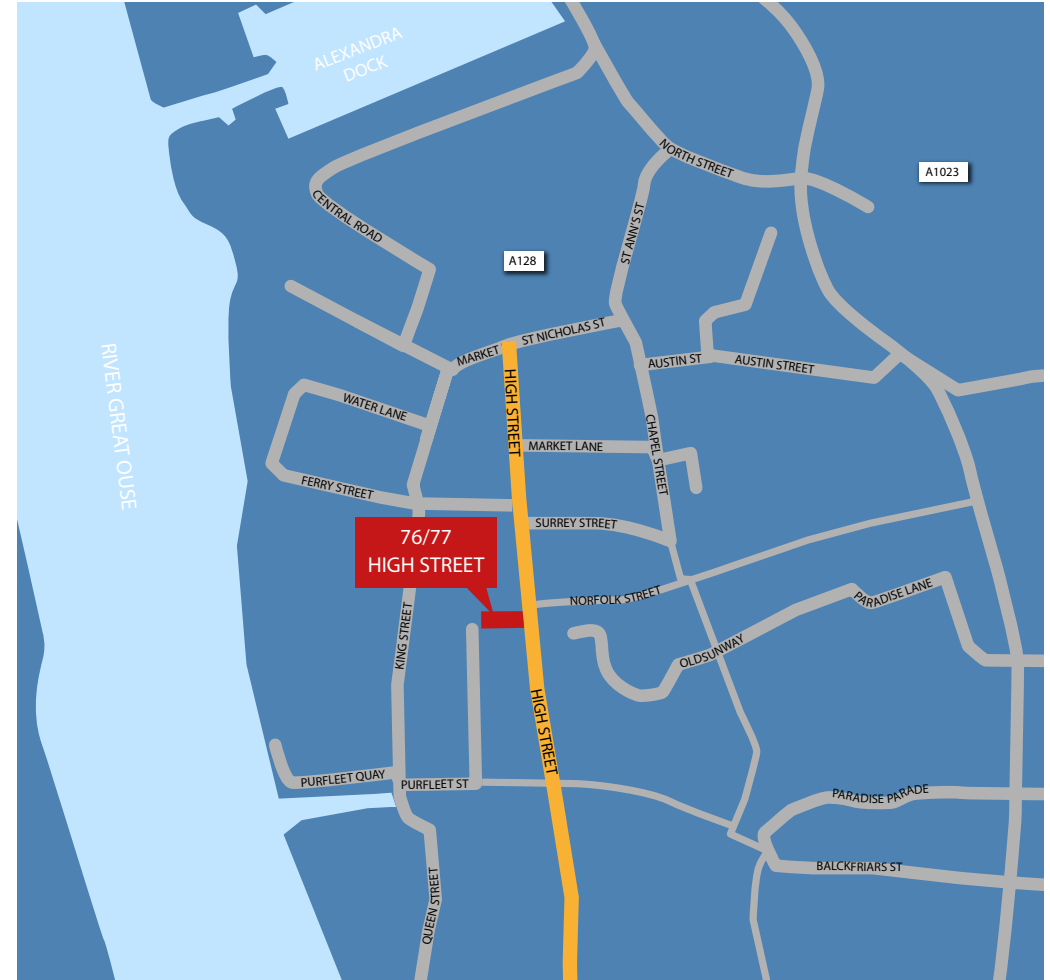 ALEXANDRA
DOCK
NORTH STREET
A1023
CENTRAL ROAD
ST ANN'S ST
A128
MARKET
ST NICHOLAS ST
RIVER GREAT OUSE
AUSTIN ST
AUSTIN STREET
HIGH STREET
WATER LANE
CHAPEL STREET
MARKET LANE
FERRY STREET
SURREY STREET
76/77
HIGH STREET
NORFOLK STREET
PARADISE LANE
KING STREET
OLDSUNWAY
HIGH STREET
PURFLEET QUAY
PURFLEET ST
PARADISE PARADE
BALCKFRIARS ST
QUEEN STREET